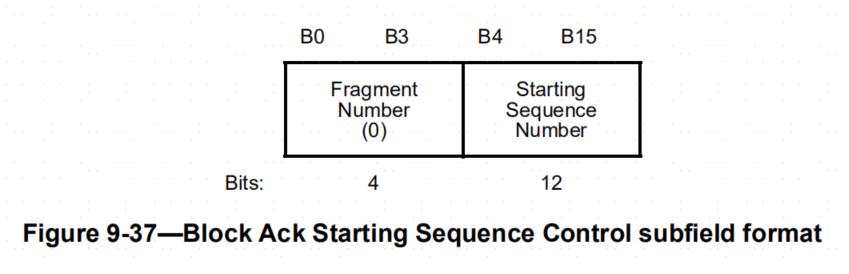 B0 B3 B4 B15
Fragment Starting
Number Sequence
(0) Number
Bits: 4 12
Figure 9-37—Block Ack Starting Sequence Control subfield format